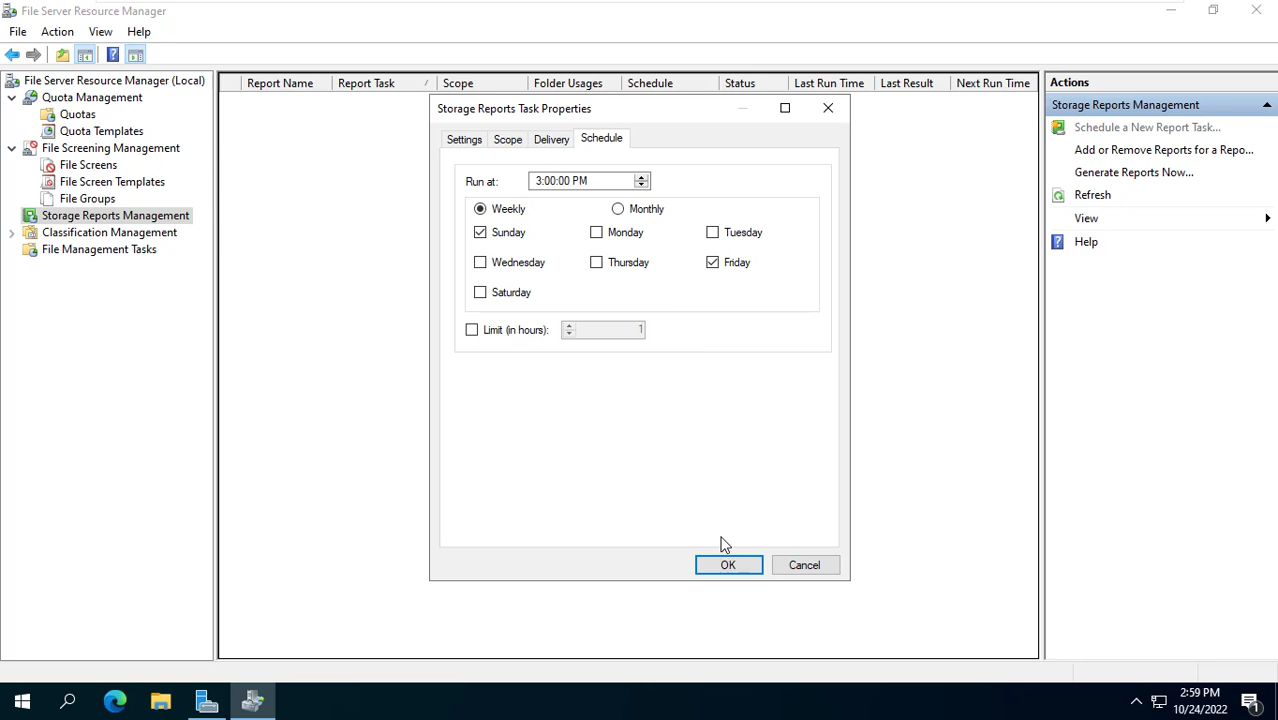 File Server Resource Manager
File Action View Help
File Server Resource Manager (Local)
Quota Management
Quotas
Quota Templates
File Screening Management
File Screens
File Screen Templates
File Groups
Storage Reports Management
Classification Management
File Management Tasks
Report Name Report Task Scope Folder Usages Schedule Status Last Run Time Last Result Next Run Time
Storage Reports Task Properties
Settings Scope Delivery Schedule
Run at: 3:00:00 PM
Weekly Monthly
Sunday Monday Tuesday
Wednesday Thursday Friday
Saturday
Limit (in hours): 1
OK Cancel
Actions
Storage Reports Management
Schedule a New Report Task...
Add or Remove Reports for a Repo...
Generate Reports Now...
Refresh
View
Help
2:59 PM
10/24/2022
1